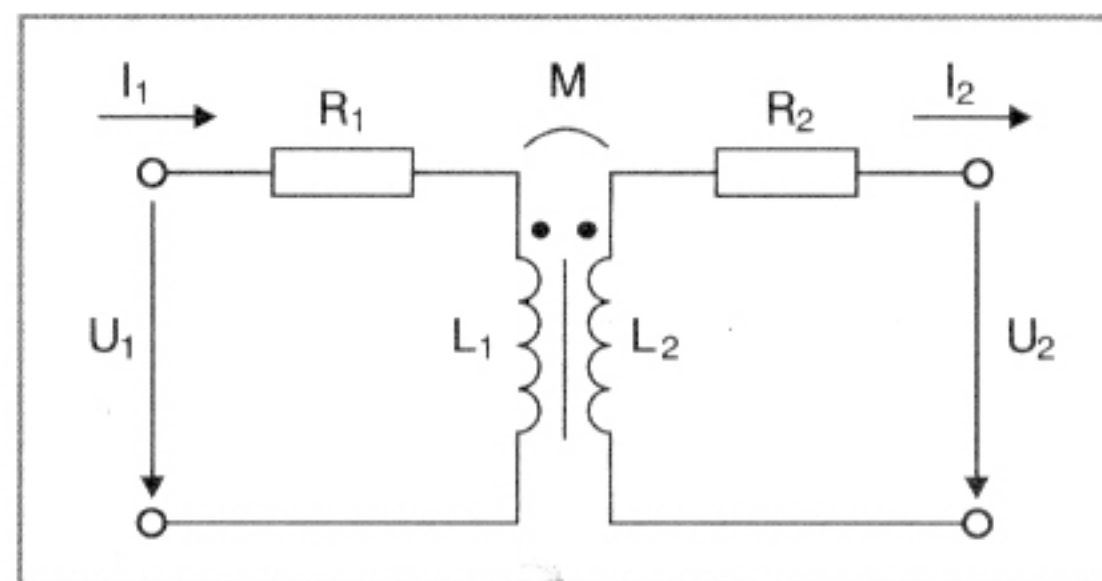 I₁ R₁ M R₂ I₂
U₁ L₁ L₂ U₂